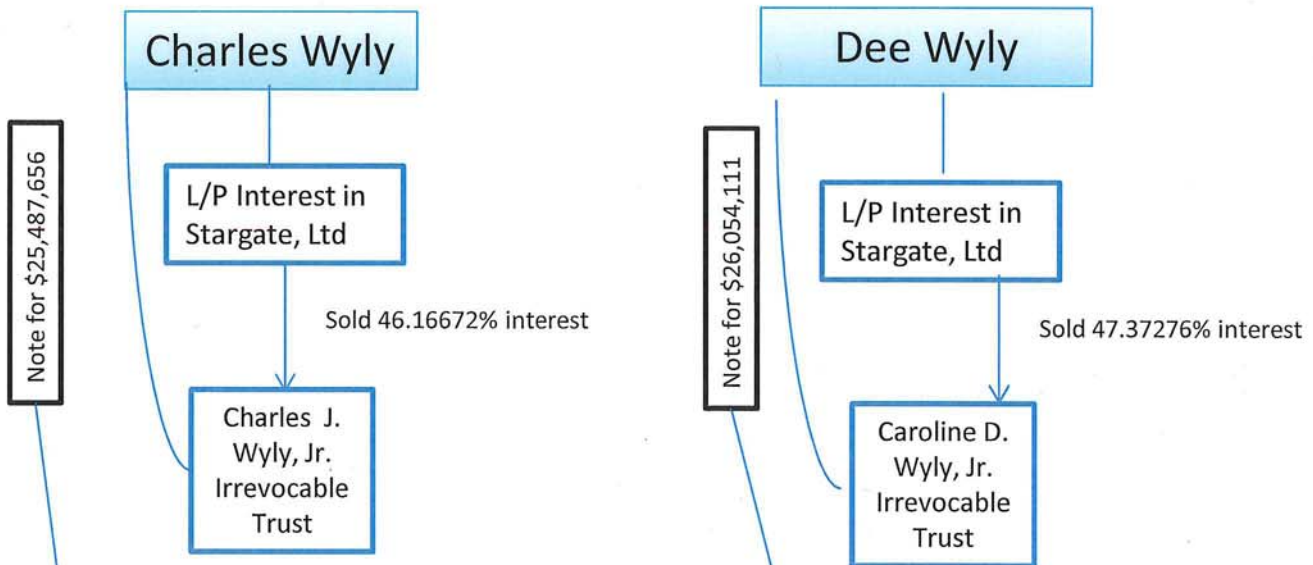 Charles Wyly
Note for $25,487,656
L/P Interest in
Stargate, Ltd
Sold 46.16672% interest
Charles J.
Wyly, Jr.
Irrevocable
Trust
Dee Wyly
Note for $26,054,111
L/P Interest in
Stargate, Ltd
Sold 47.37276% interest
Caroline D.
Wyly, Jr.
Irrevocable
Trust